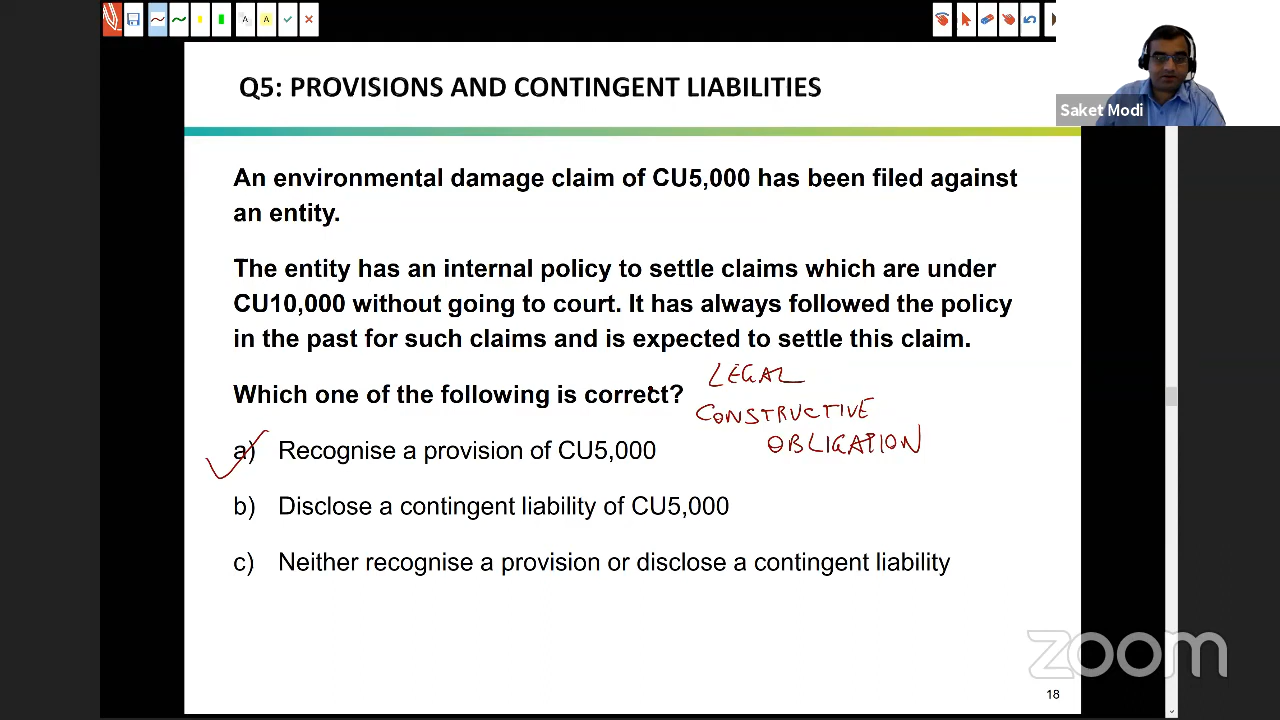 Q5: PROVISIONS AND CONTINGENT LIABILITIES
Saket Modi
An environmental damage claim of CU5,000 has been filed against
an entity.
The entity has an internal policy to settle claims which are under
CU10,000 without going to court. It has always followed the policy
in the past for such claims and is expected to settle this claim.
LEGAL
Which one of the following is correct?
CONSTRUCTIVE
OBLIGATION
a) Recognise a provision of CU5,000
b) Disclose a contingent liability of CU5,000
c) Neither recognise a provision or disclose a contingent liability
zoom
18